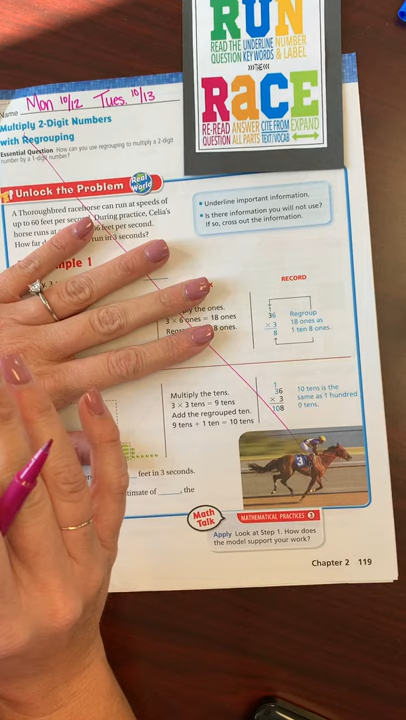 RUN
READ THE UNDERLINE NUMBER
QUESTION KEY WORDS & LABEL
THE
RACE
RE-READ ANSWER CITE FROM EXPAND
QUESTION ALL PARTS TEXT/VOCAB
Name Mon 10/12 Tues. 10/13
Multiply 2-Digit Numbers
with Regrouping
Essential Question How can you use regrouping to multiply a 2-digit
number by a 1-digit number?
Unlock the Problem Real World
A Thoroughbred racehorse can run at speeds of
up to 60 feet per second. During practice, Celia's
horse runs at 36 feet per second.
How far run in 3 seconds?
• Underline important information.
• Is there information you will not use?
If so, cross out the information.
mple 1
RECORD
the ones.
3 × 6 ones = 18 ones
8 ones.
1
36
× 3
8
Regroup
18 ones as
1 ten 8 ones.
Multiply the tens.
3 × 3 tens = 9 tens
Add the regrouped ten.
9 tens + 1 ten = 10 tens
1
36
× 3
108
10 tens is the
same as 1 hundred
0 tens.
feet in 3 seconds.
timate of ____, the
3
Math
Talk
MATHEMATICAL PRACTICES 3
Apply Look at Step 1. How does
the model support your work?
Chapter 2 119